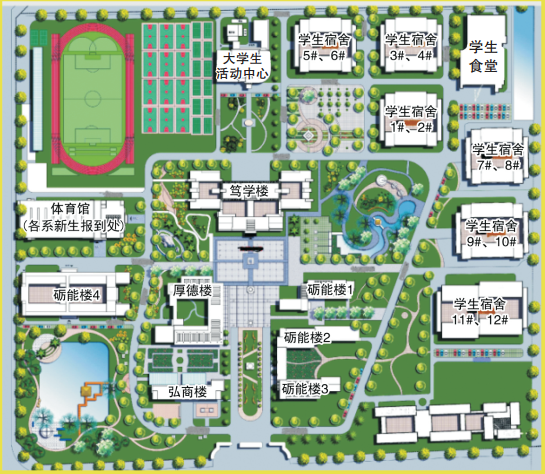 学生宿舍
5#、6#
学生宿舍
3#、4#
学生
食堂
大学生
活动中心
学生宿舍
1#、2#
学生宿舍
7#、8#
笃学楼
体育馆
(各系新生报到处)
学生宿舍
9#、10#
砺能楼4
厚德楼
砺能楼1
学生宿舍
11#、12#
砺能楼2
弘商楼
砺能楼3